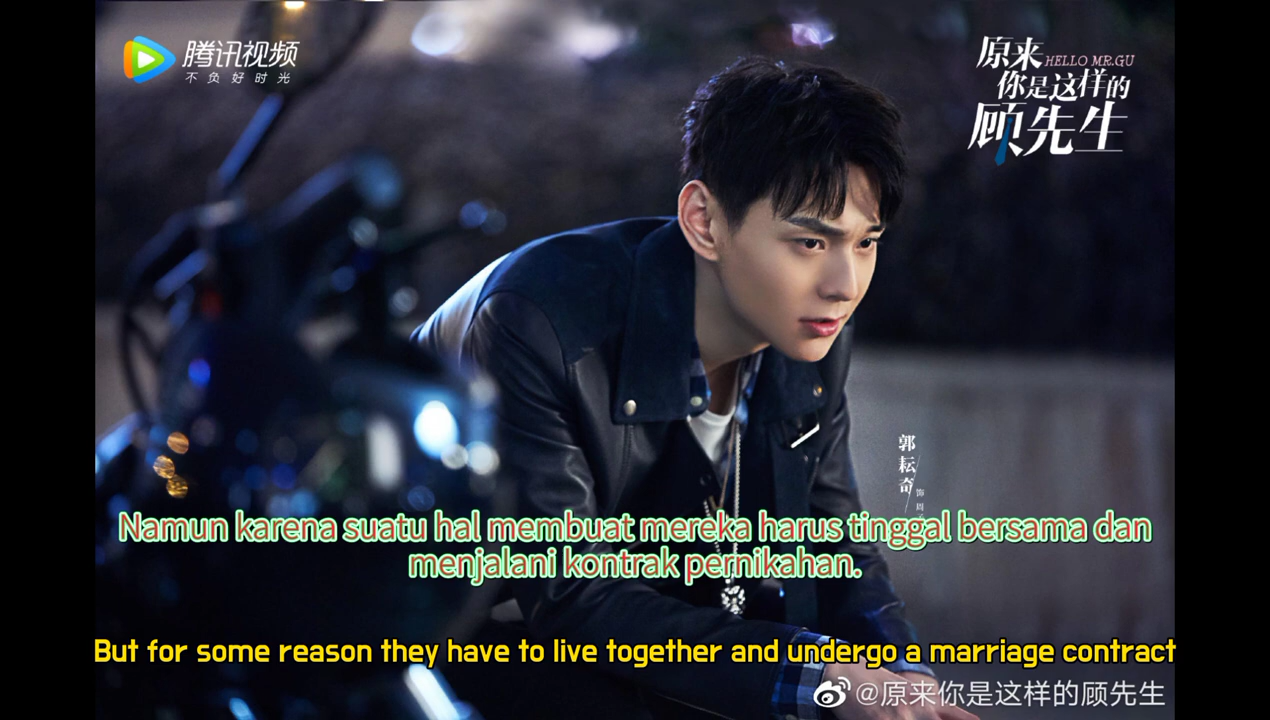 腾讯视频
不负好时光
原来
HELLO MR.GU
你是这样的
顾先生
郭耘奇
饰
Namun karena suatu hal membuat mereka harus tinggal bersama dan
menjalani kontrak pernikahan.
But for some reason they have to live together and undergo a marriage contract
@原来你是这样的顾先生